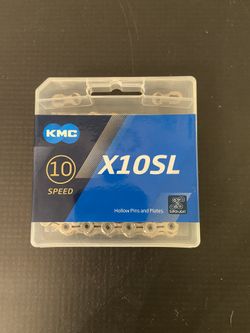 KMC
10
SPEED
X10SL
Hollow Pins and Plates.